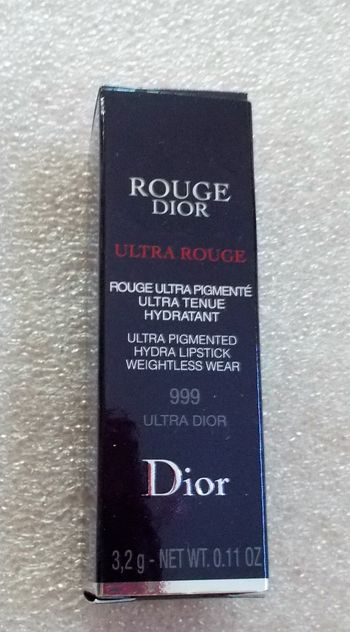 ROUGE
DIOR
ULTRA ROUGE
ROUGE ULTRA PIGMENTÉ
ULTRA TENUE
HYDRATANT
ULTRA PIGMENTED
HYDRA LIPSTICK
WEIGHTLESS WEAR
999
ULTRA DIOR
Dior
3,2 g - NET WT. 0.11 OZ